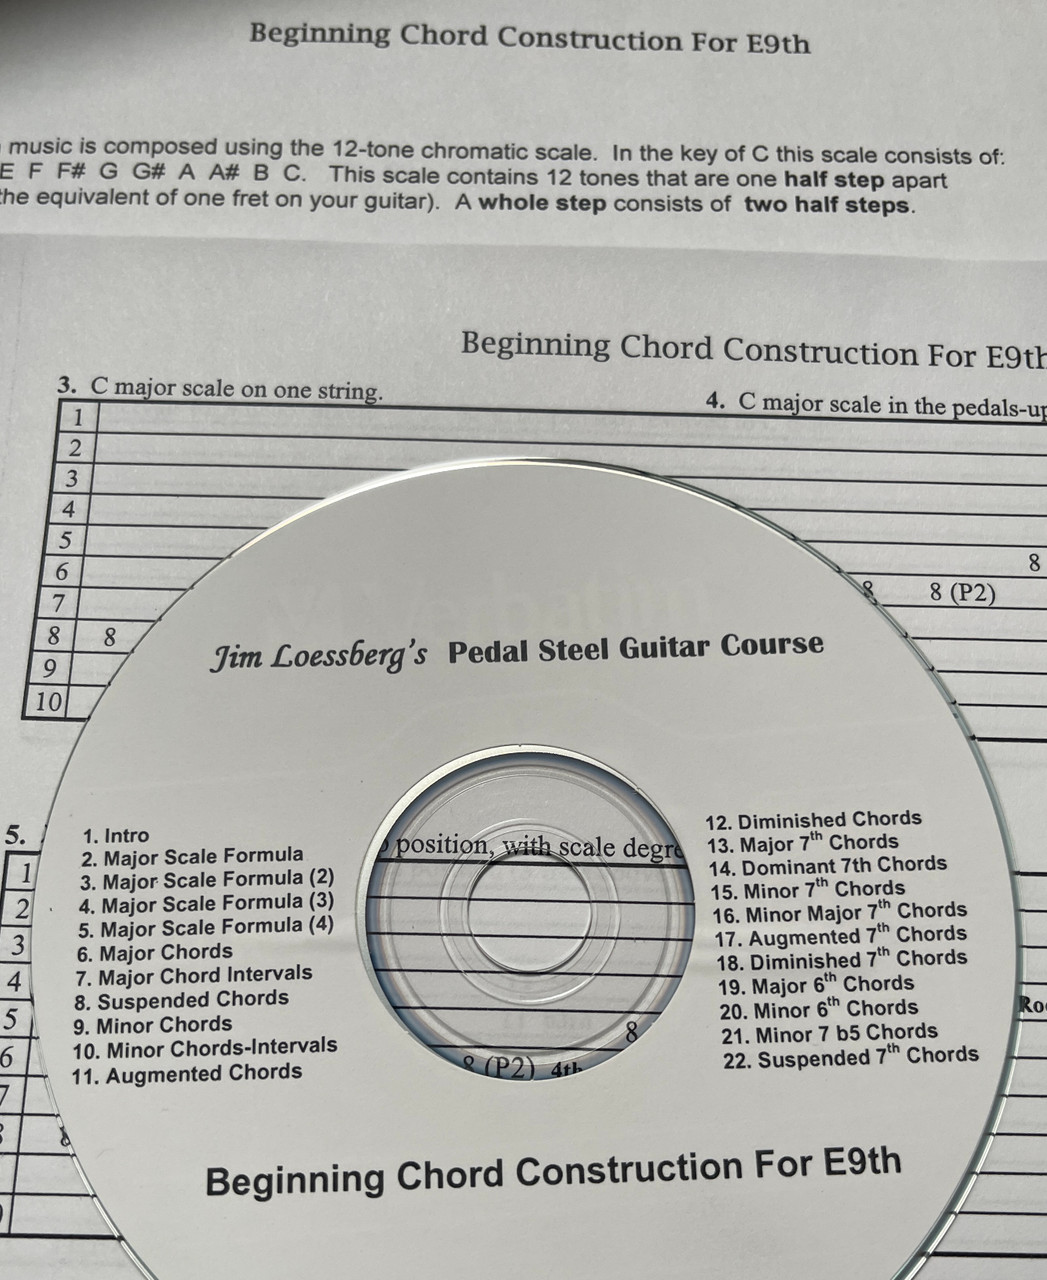 Beginning Chord Construction For E9th
music is composed using the 12-tone chromatic scale. In the key of C this scale consists of:
E F F# G G# A A# B C. This scale contains 12 tones that are one half step apart
the equivalent of one fret on your guitar). A whole step consists of two half steps.
Beginning Chord Construction For E9th
3. C major scale on one string.
4. C major scale in the pedals-up
1
2
3
4
5
6 8
7 8 8 (P2)
8 8
9
10
Jim Loessberg's Pedal Steel Guitar Course
5.
1
2
3
4
5
6
7
1. Intro
2. Major Scale Formula
3. Major Scale Formula (2)
4. Major Scale Formula (3)
5. Major Scale Formula (4)
6. Major Chords
7. Major Chord Intervals
8. Suspended Chords
9. Minor Chords
10. Minor Chords-Intervals
11. Augmented Chords
position, with scale degre
8
8 (P2) 4th
12. Diminished Chords
13. Major 7th Chords
14. Dominant 7th Chords
15. Minor 7th Chords
16. Minor Major 7th Chords
17. Augmented 7th Chords
18. Diminished 7th Chords
19. Major 6th Chords
20. Minor 6th Chords
21. Minor 7 b5 Chords
22. Suspended 7th Chords
Beginning Chord Construction For E9th